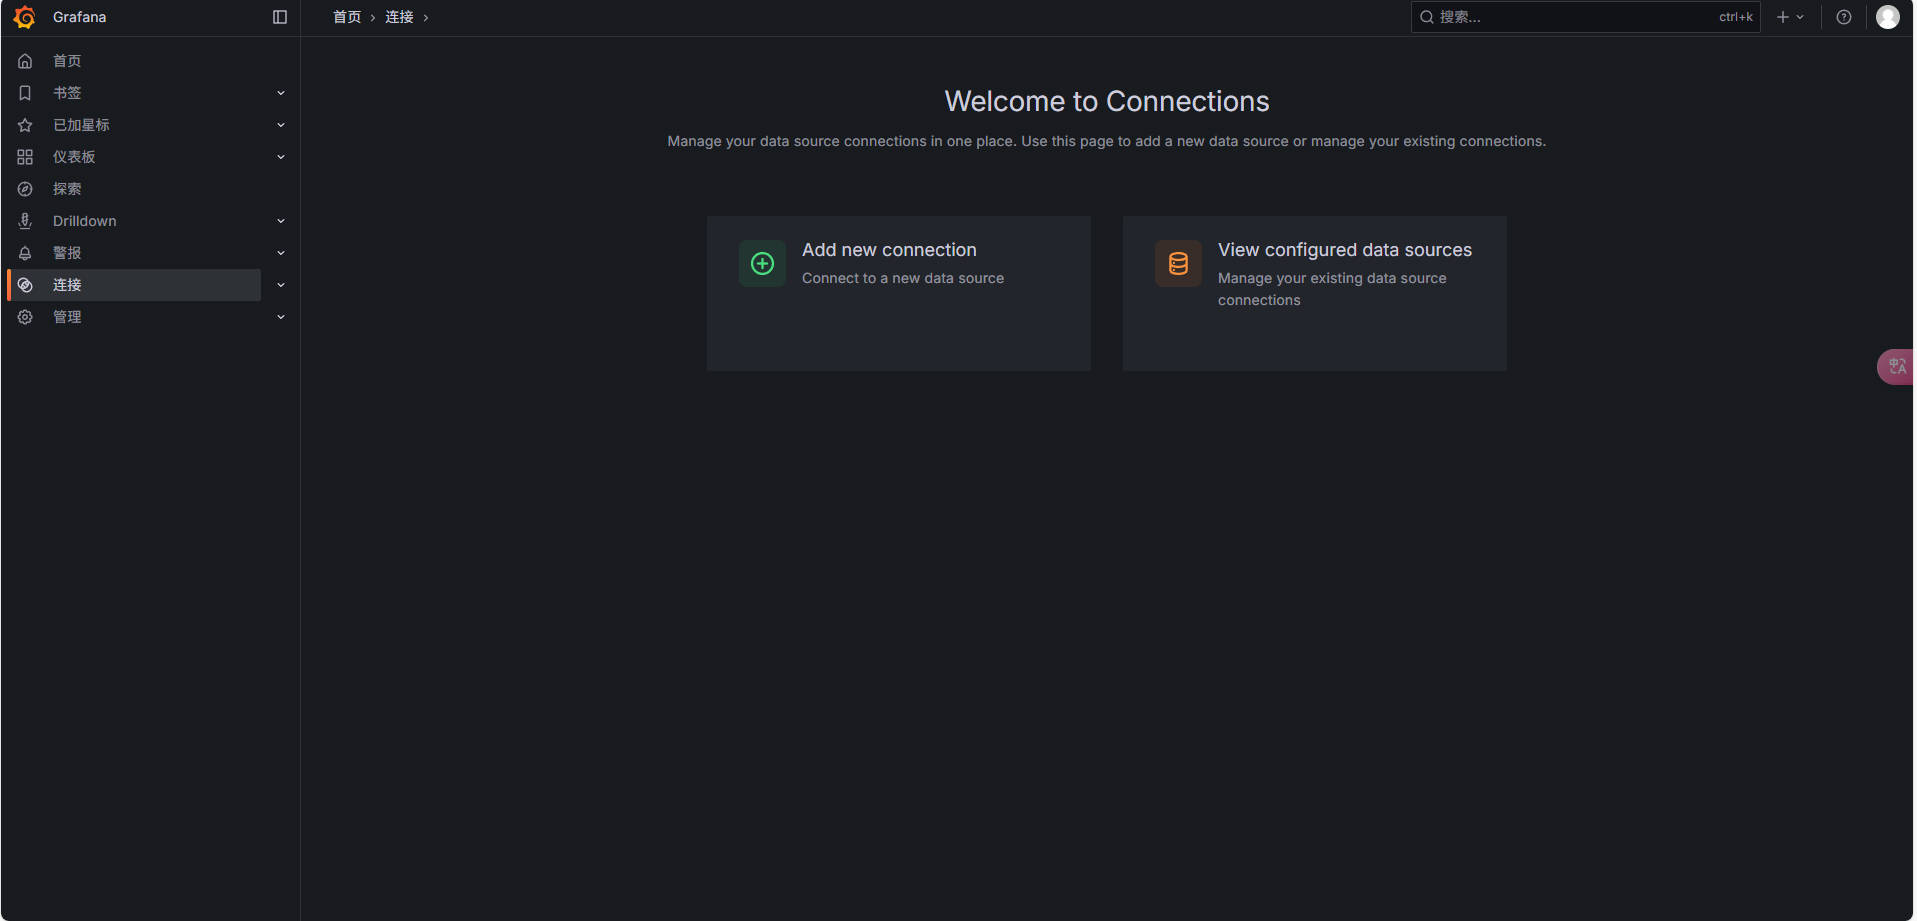 Grafana
首页 › 连接 ›
搜索...
ctrl+k
首页
书签
已加星标
仪表板
探索
Drilldown
警报
连接
管理
Welcome to Connections
Manage your data source connections in one place. Use this page to add a new data source or manage your existing connections.
Add new connection
Connect to a new data source
View configured data sources
Manage your existing data source
connections
中
A